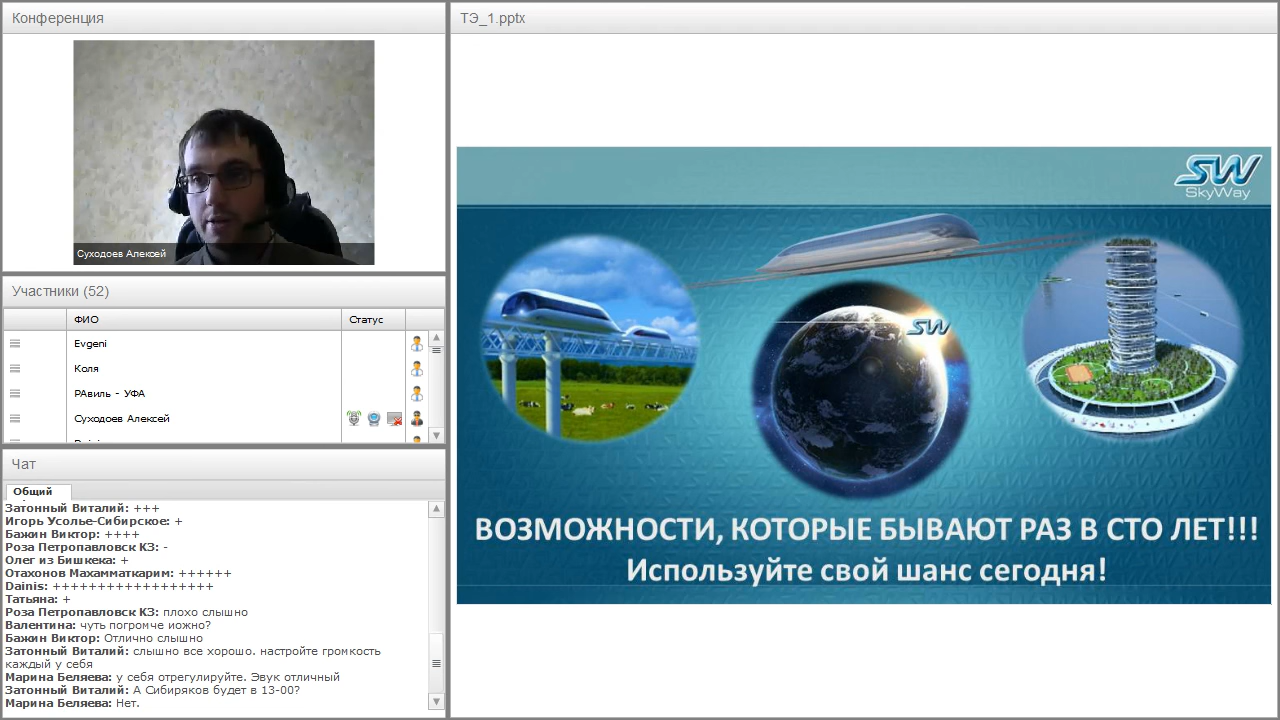 Конференция
Суходоев Алексей
Участники (52)
ФИО
Статус
Evgeni
Коля
РАвиль - УФА
Суходоев Алексей
Чат
Общий
Затонный Виталий: +++
Игорь Усолье-Сибирское: +
Бажин Виктор: ++++
Роза Петропавловск КЗ: -
Олег из Бишкека: +
Отахонов Махамматкарим: ++++++
Dainis: ++++++++++++++++++
Татьяна: +
Роза Петропавловск КЗ: плохо слышно
Валентина: чуть погромче иожно?
Бажин Виктор: Отлично слышно
Затонный Виталий: слышно все хорошо. настройте громкость
каждый у себя
Марина Беляева: у себя отрегулируйте. Эвук отличный
Затонный Виталий: А Сибиряков будет в 13-00?
Марина Беляева: Нет.
ТЭ_1.pptx
SW
SkyWay
SW
ВОЗМОЖНОСТИ, КОТОРЫЕ БЫВАЮТ РАЗ В СТО ЛЕТ!!!
Используйте свой шанс сегодня!